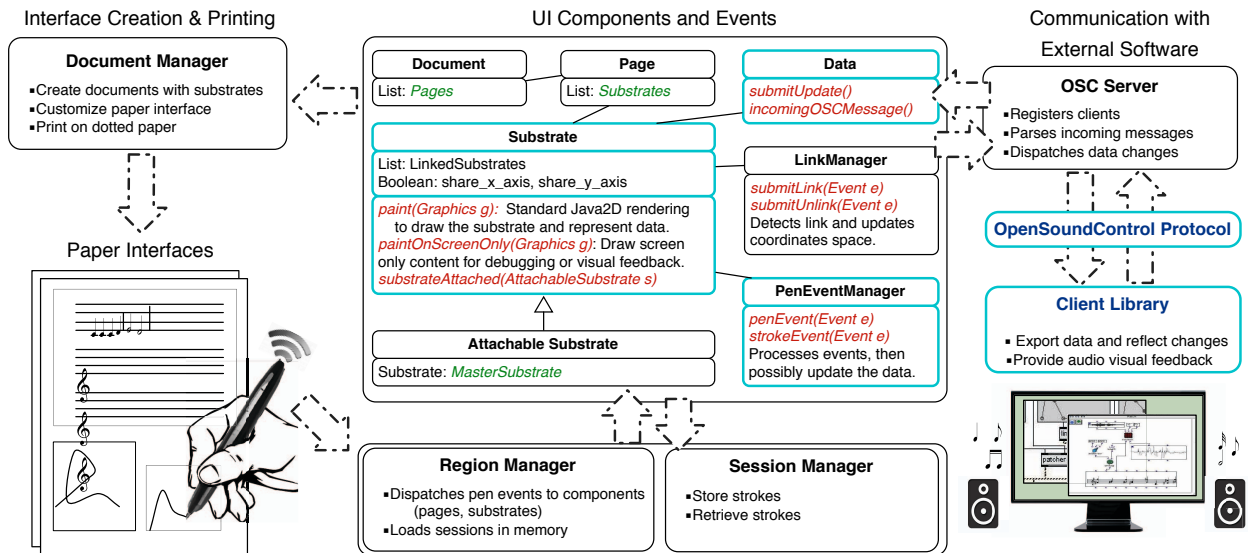 Interface Creation & Printing
Document Manager
▪Create documents with substrates
▪Customize paper interface
▪Print on dotted paper
Paper Interfaces
UI Components and Events
Document
List: Pages
Page
List: Substrates
Data
submitUpdate()
incomingOSCMessage()
Substrate
List: LinkedSubstrates
Boolean: share_x_axis, share_y_axis
paint(Graphics g): Standard Java2D rendering
to draw the substrate and represent data.
paintOnScreenOnly(Graphics g): Draw screen
only content for debugging or visual feedback.
substrateAttached(AttachableSubstrate s)
LinkManager
submitLink(Event e)
submitUnlink(Event e)
Detects link and updates
coordinates space.
PenEventManager
penEvent(Event e)
strokeEvent(Event e)
Processes events, then
possibly update the data.
Attachable Substrate
Substrate: MasterSubstrate
Region Manager
▪Dispatches pen events to components
(pages, substrates)
▪Loads sessions in memory
Session Manager
▪Store strokes
▪Retrieve strokes
Communication with
External Software
OSC Server
▪Registers clients
▪Parses incoming messages
▪Dispatches data changes
OpenSoundControl Protocol
Client Library
▪ Export data and reflect changes
▪Provide audio visual feedback
patcher